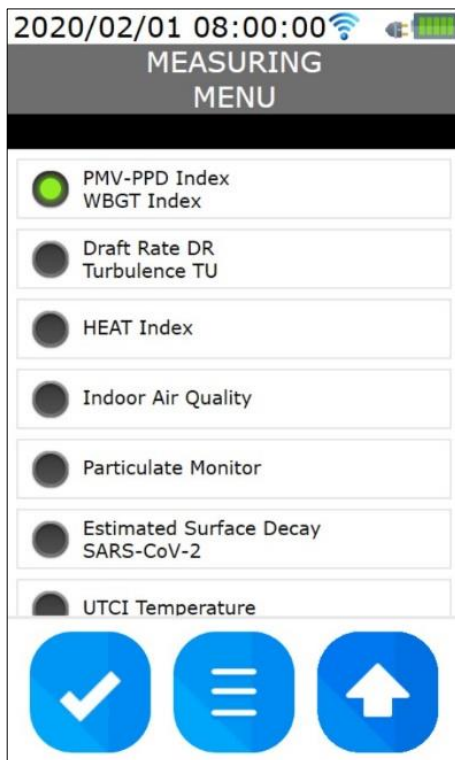 2020/02/01 08:00:00
MEASURING
MENU
PMV-PPD Index
WBGT Index
Draft Rate DR
Turbulence TU
HEAT Index
Indoor Air Quality
Particulate Monitor
Estimated Surface Decay
SARS-CoV-2
UTCI Temperature